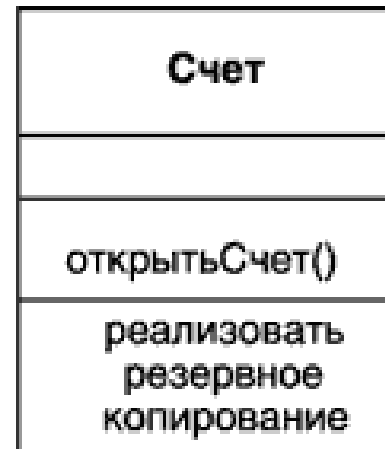 Счет
открытьСчет()
реализовать
резервное
копирование